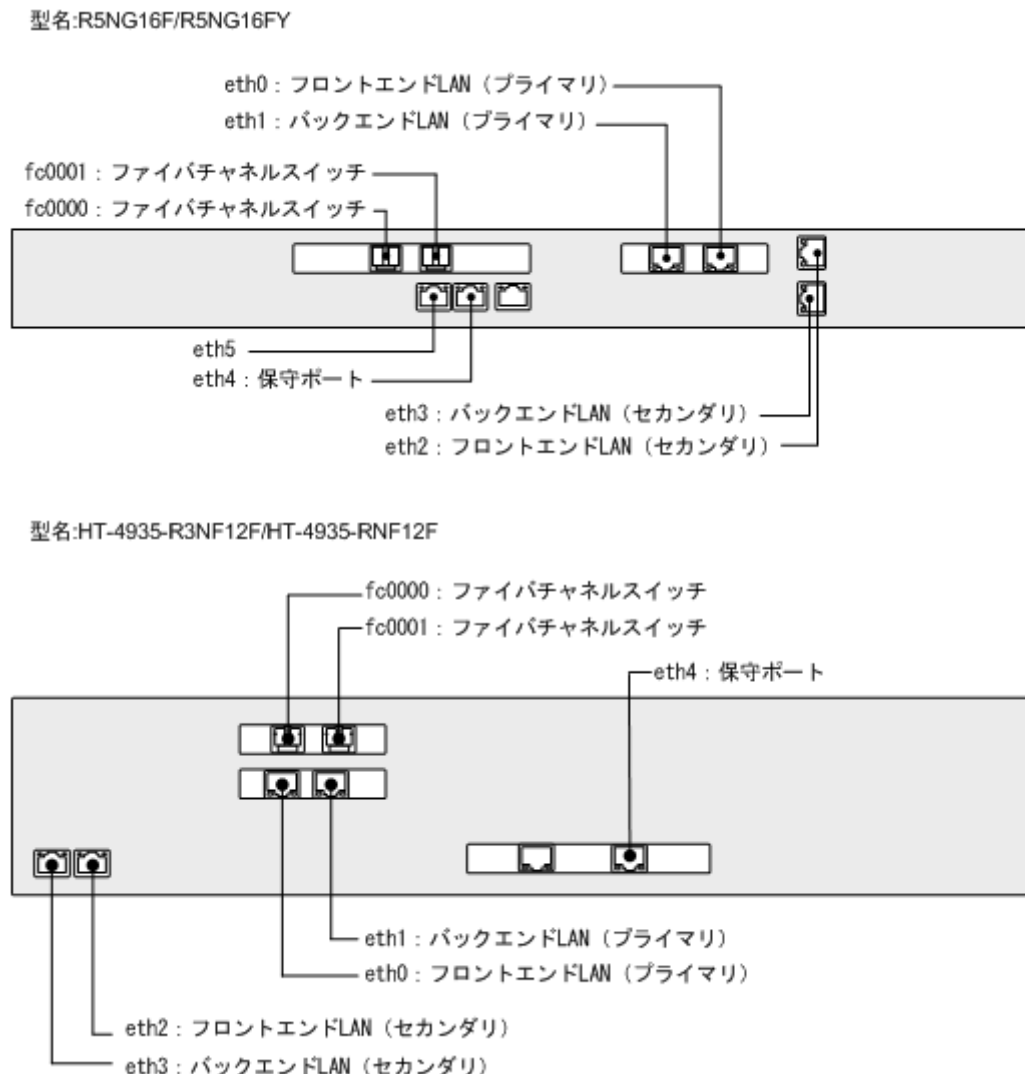 型名:R5NG16F/R5NG16FY
eth0：フロントエンドLAN（プライマリ）
eth1：バックエンドLAN（プライマリ）
fc0001：ファイバチャネルスイッチ
fc0000：ファイバチャネルスイッチ
eth5
eth4：保守ポート
eth3：バックエンドLAN（セカンダリ）
eth2：フロントエンドLAN（セカンダリ）
型名:HT-4935-R3NF12F/HT-4935-RNF12F
fc0000：ファイバチャネルスイッチ
fc0001：ファイバチャネルスイッチ
eth4：保守ポート
eth1：バックエンドLAN（プライマリ）
eth0：フロントエンドLAN（プライマリ）
eth2：フロントエンドLAN（セカンダリ）
eth3：バックエンドLAN（セカンダリ）